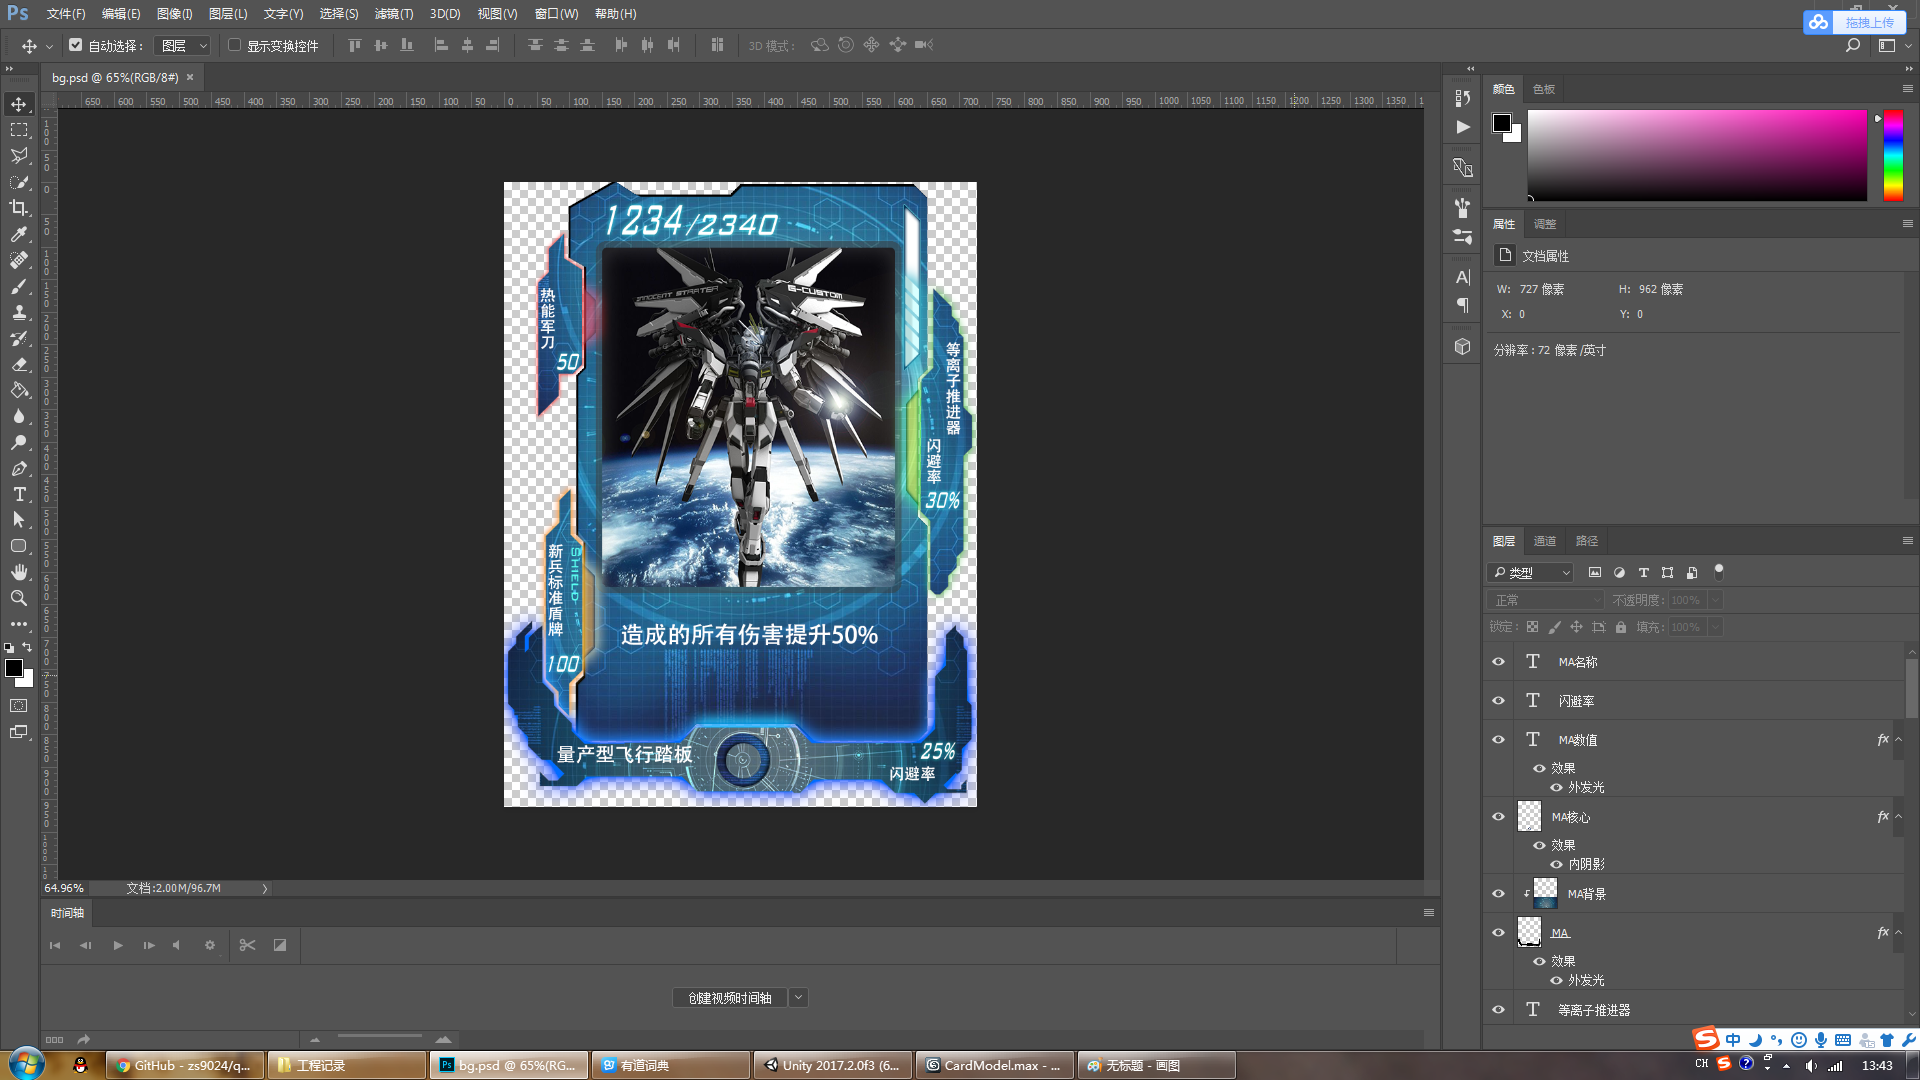 Ps 文件(F) 编辑(E) 图像(I) 图层(L) 文字(Y) 选择(S) 滤镜(T) 3D(D) 视图(V) 窗口(W) 帮助(H)
拖拽上传
自动选择： 图层 显示变换控件 3D 模式：
bg.psd @ 65%(RGB/8#) ×
650 600 550 500 450 400 350 300 250 200 150 100 50 0 50 100 150 200 250 300 350 400 450 500 550 600 650 700 750 800 850 900 950 1000 1050 1100 1150 1200 1250 1300 1350
1234/2340
INNOCENT STARTER
G-CUSTOM
热能军刀
50
等离子推进器
闪避率
30%
新兵标准盾牌
SHIELD
100
造成的所有伤害提升50%
量产型飞行踏板
25%
闪避率
64.96% 文档:2.00M/96.7M
时间轴
创建视频时间轴
颜色 色板
属性 调整
文档属性
W: 727 像素 H: 962 像素
X: 0 Y: 0
分辨率：72 像素/英寸
图层 通道 路径
类型
正常 不透明度: 100%
锁定： 填充: 100%
MA名称
闪避率
MA数值 fx
效果
外发光
MA核心 fx
效果
内阴影
MA背景
MA fx
效果
外发光
等离子推进器
中
GitHub - zs9024/q... 工程记录 bg.psd @ 65%(RG... 有道词典 Unity 2017.2.0f3 (6... CardModel.max - ... 无标题 - 画图
CH 13:43